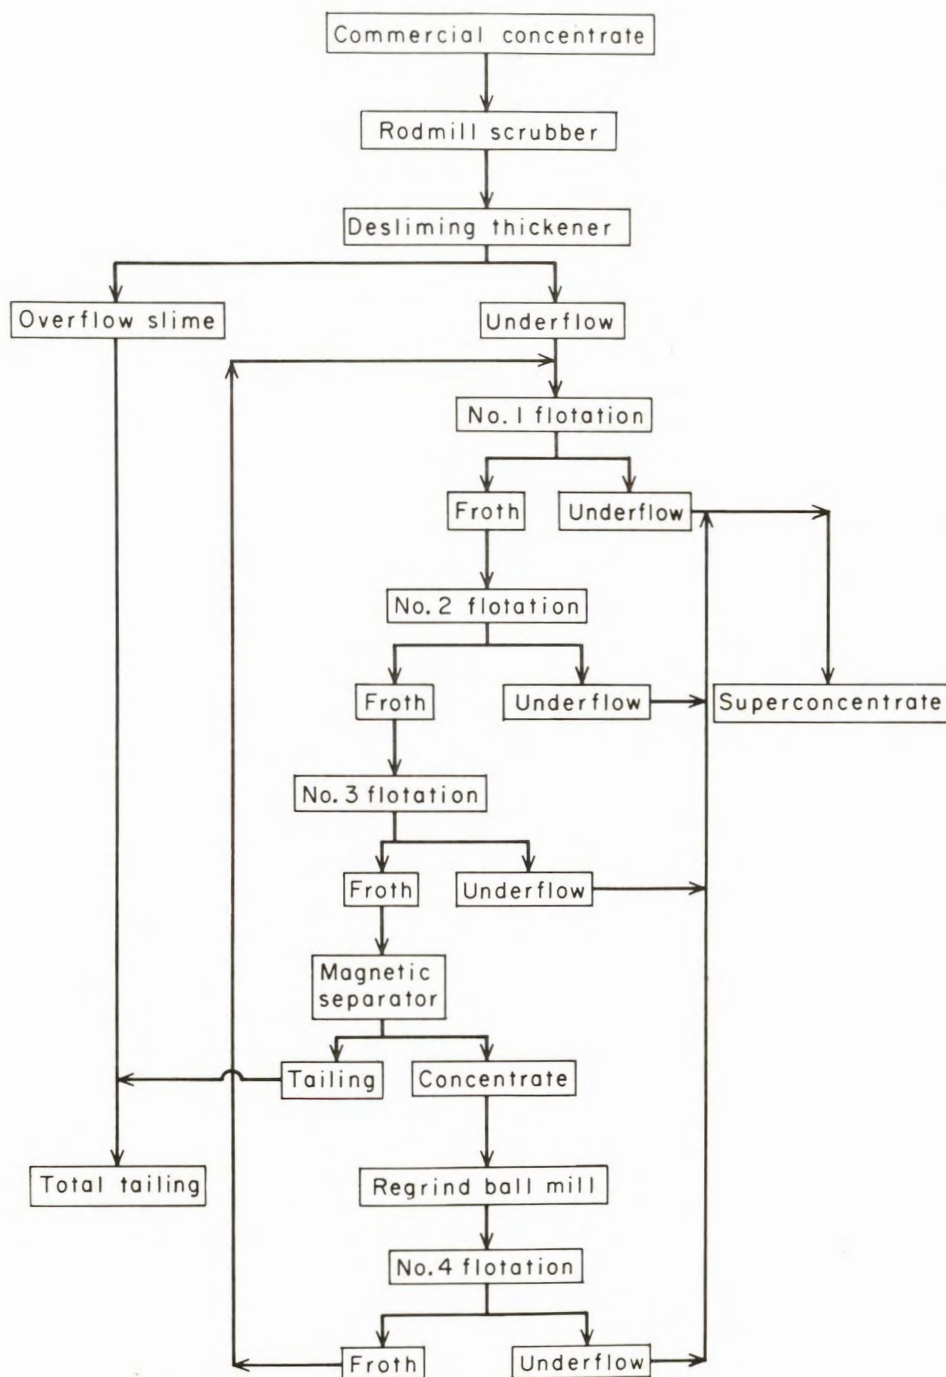 Commercial concentrate
Rodmill scrubber
Desliming thickener
Overflow slime
Underflow
No. 1 flotation
Froth
Underflow
No. 2 flotation
Froth
Underflow
Superconcentrate
No. 3 flotation
Froth
Underflow
Magnetic
separator
Tailing
Concentrate
Total tailing
Regrind ball mill
No. 4 flotation
Froth
Underflow